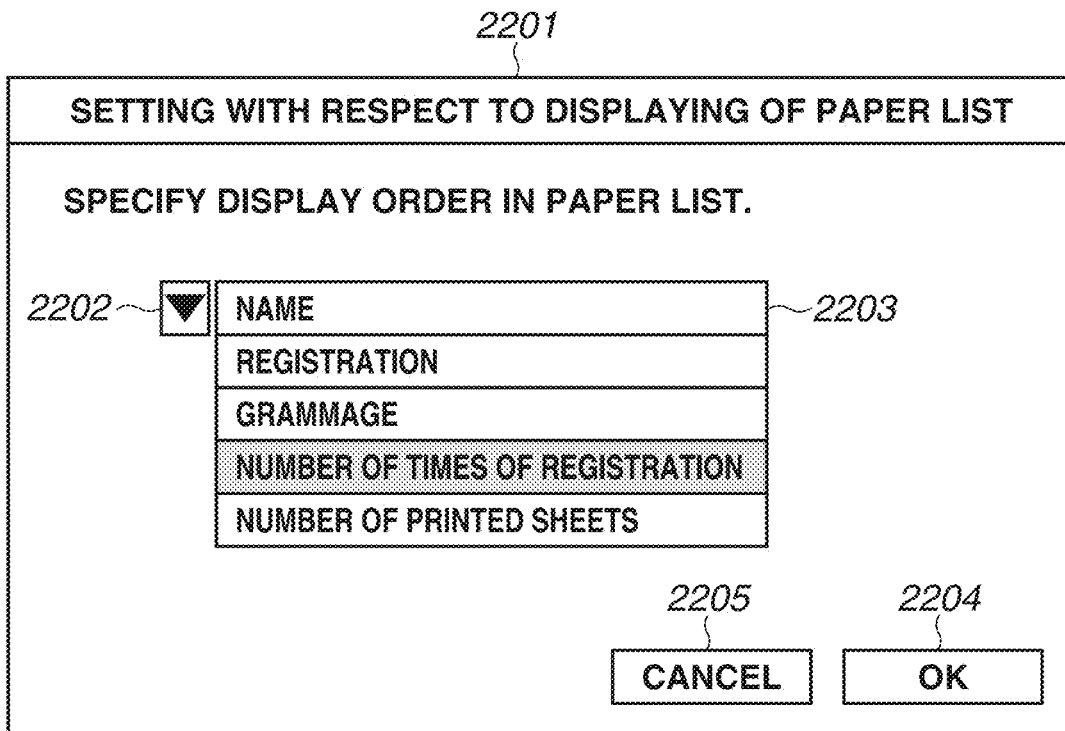 2201
SETTING WITH RESPECT TO DISPLAYING OF PAPER LIST
SPECIFY DISPLAY ORDER IN PAPER LIST.
2202 NAME 2203
REGISTRATION
GRAMMAGE
NUMBER OF TIMES OF REGISTRATION
NUMBER OF PRINTED SHEETS
2205 2204
CANCEL OK